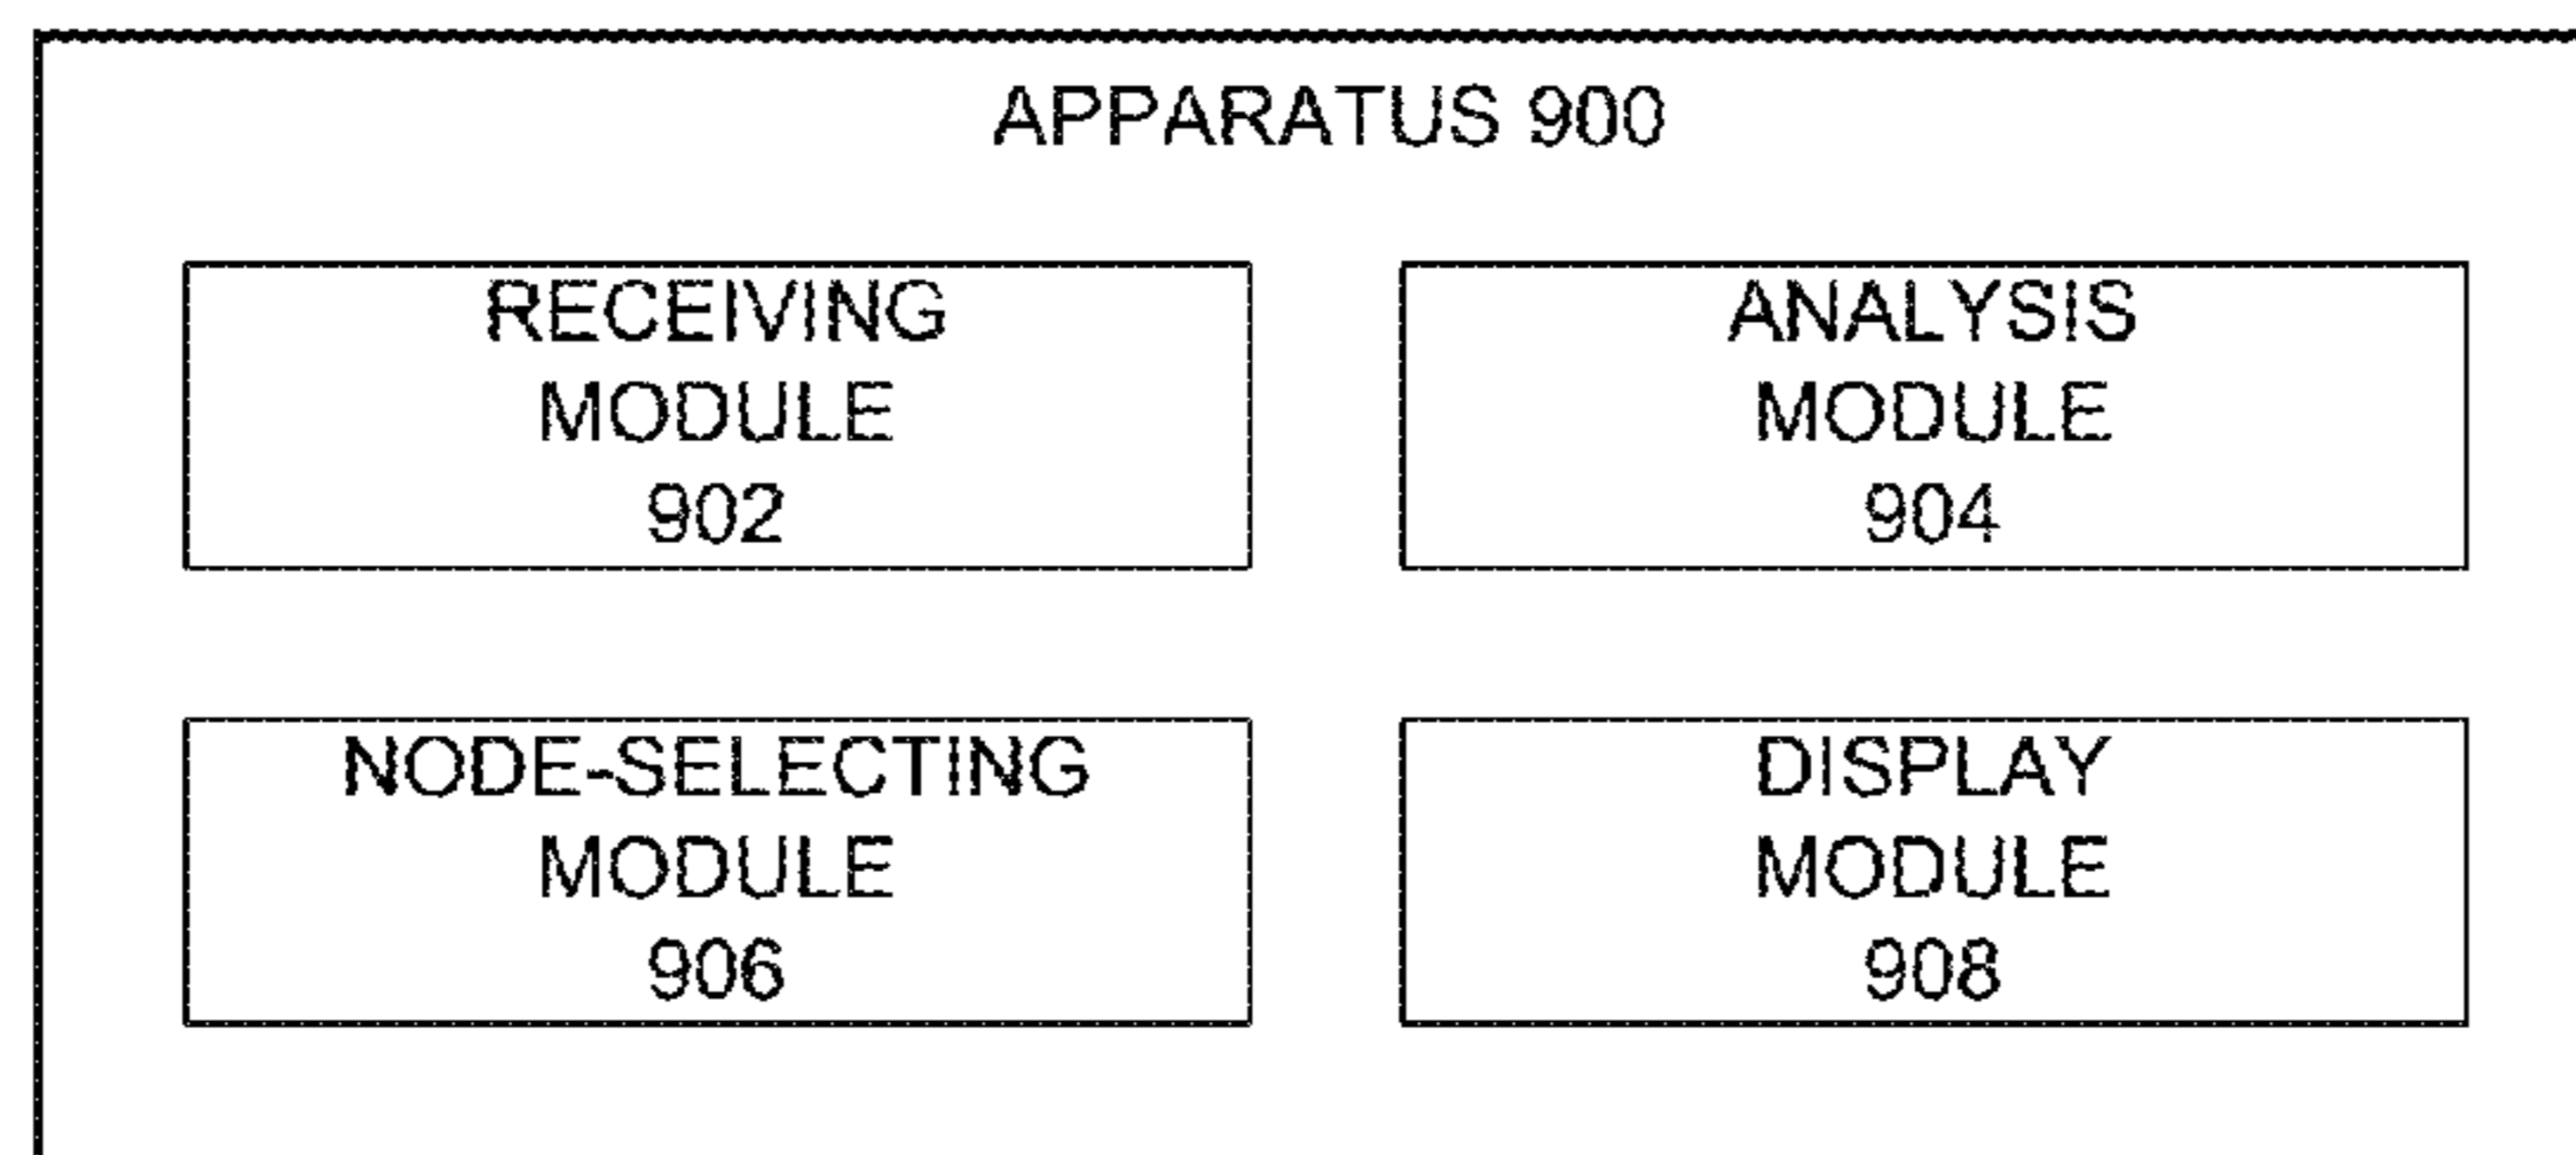 APPARATUS 900
RECEIVING
MODULE
902
ANALYSIS
MODULE
904
NODE-SELECTING
MODULE
906
DISPLAY
MODULE
908